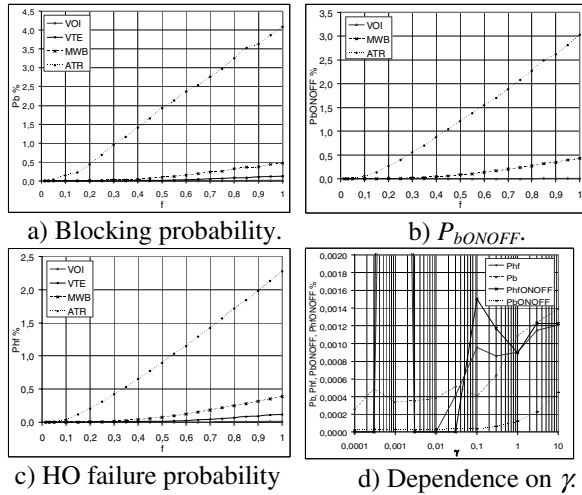 4,5
4,0
3,5
3,0
2,5
2,0
1,5
1,0
0,5
0,0
Pb %
VOI
VTE
MWB
ATR
0 0,1 0,2 0,3 0,4 0,5 0,6 0,7 0,8 0,9 1
f
a) Blocking probability.
3,5
3,0
2,5
2,0
1,5
1,0
0,5
0,0
PbONOFF %
VOI
VTE
MWB
ATR
0 0,1 0,2 0,3 0,4 0,5 0,6 0,7 0,8 0,9 1
f
b) PbONOFF.
2,5
2,0
1,5
1,0
0,5
0,0
Phf %
VOI
VTE
MWB
ATR
0 0,1 0,2 0,3 0,4 0,5 0,6 0,7 0,8 0,9 1
f
c) HO failure probability
0,0020
0,0018
0,0016
0,0014
0,0012
0,0010
0,0008
0,0006
0,0004
0,0002
0,0000
Pb, Phf, PbONOFF, PhfONOFF %
Phf
Pb
PhfONOFF
PbONOFF
0,0001 0,001 0,01 0,1 1 10
γ
d) Dependence on γ.